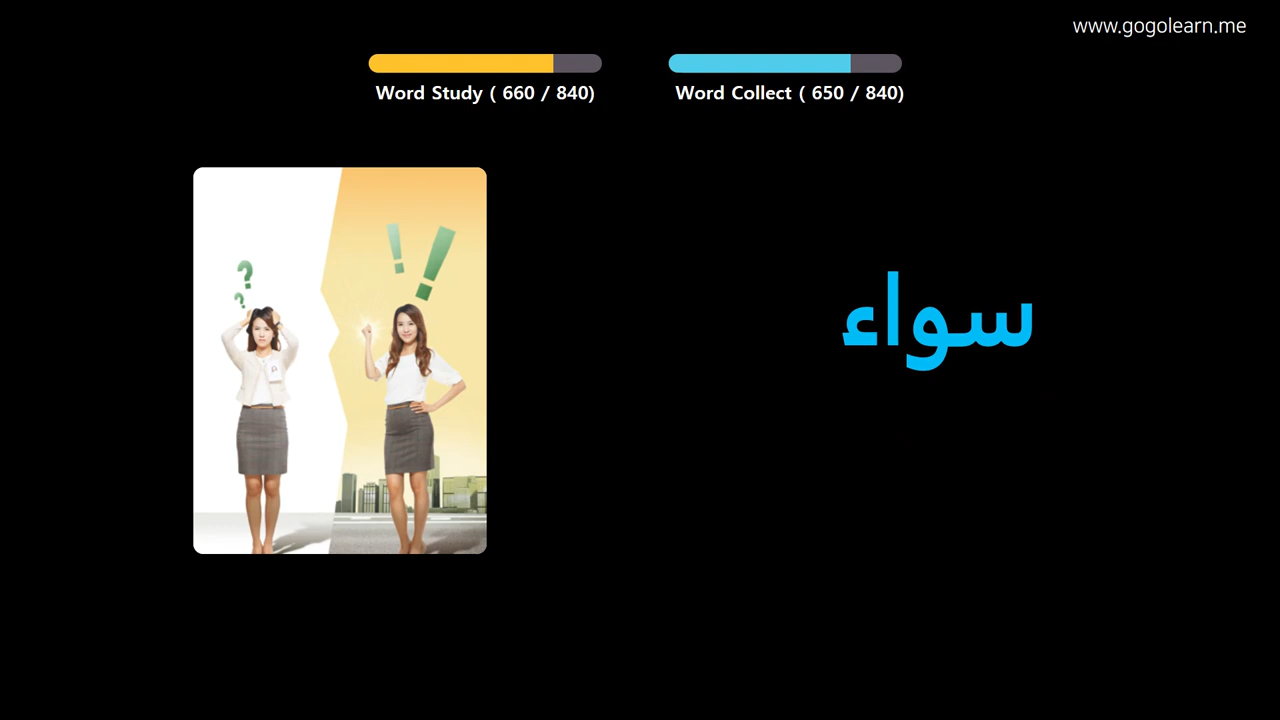 www.gogolearn.me
Word Study ( 660 / 840)
Word Collect ( 650 / 840)
? ?
! !
سواء